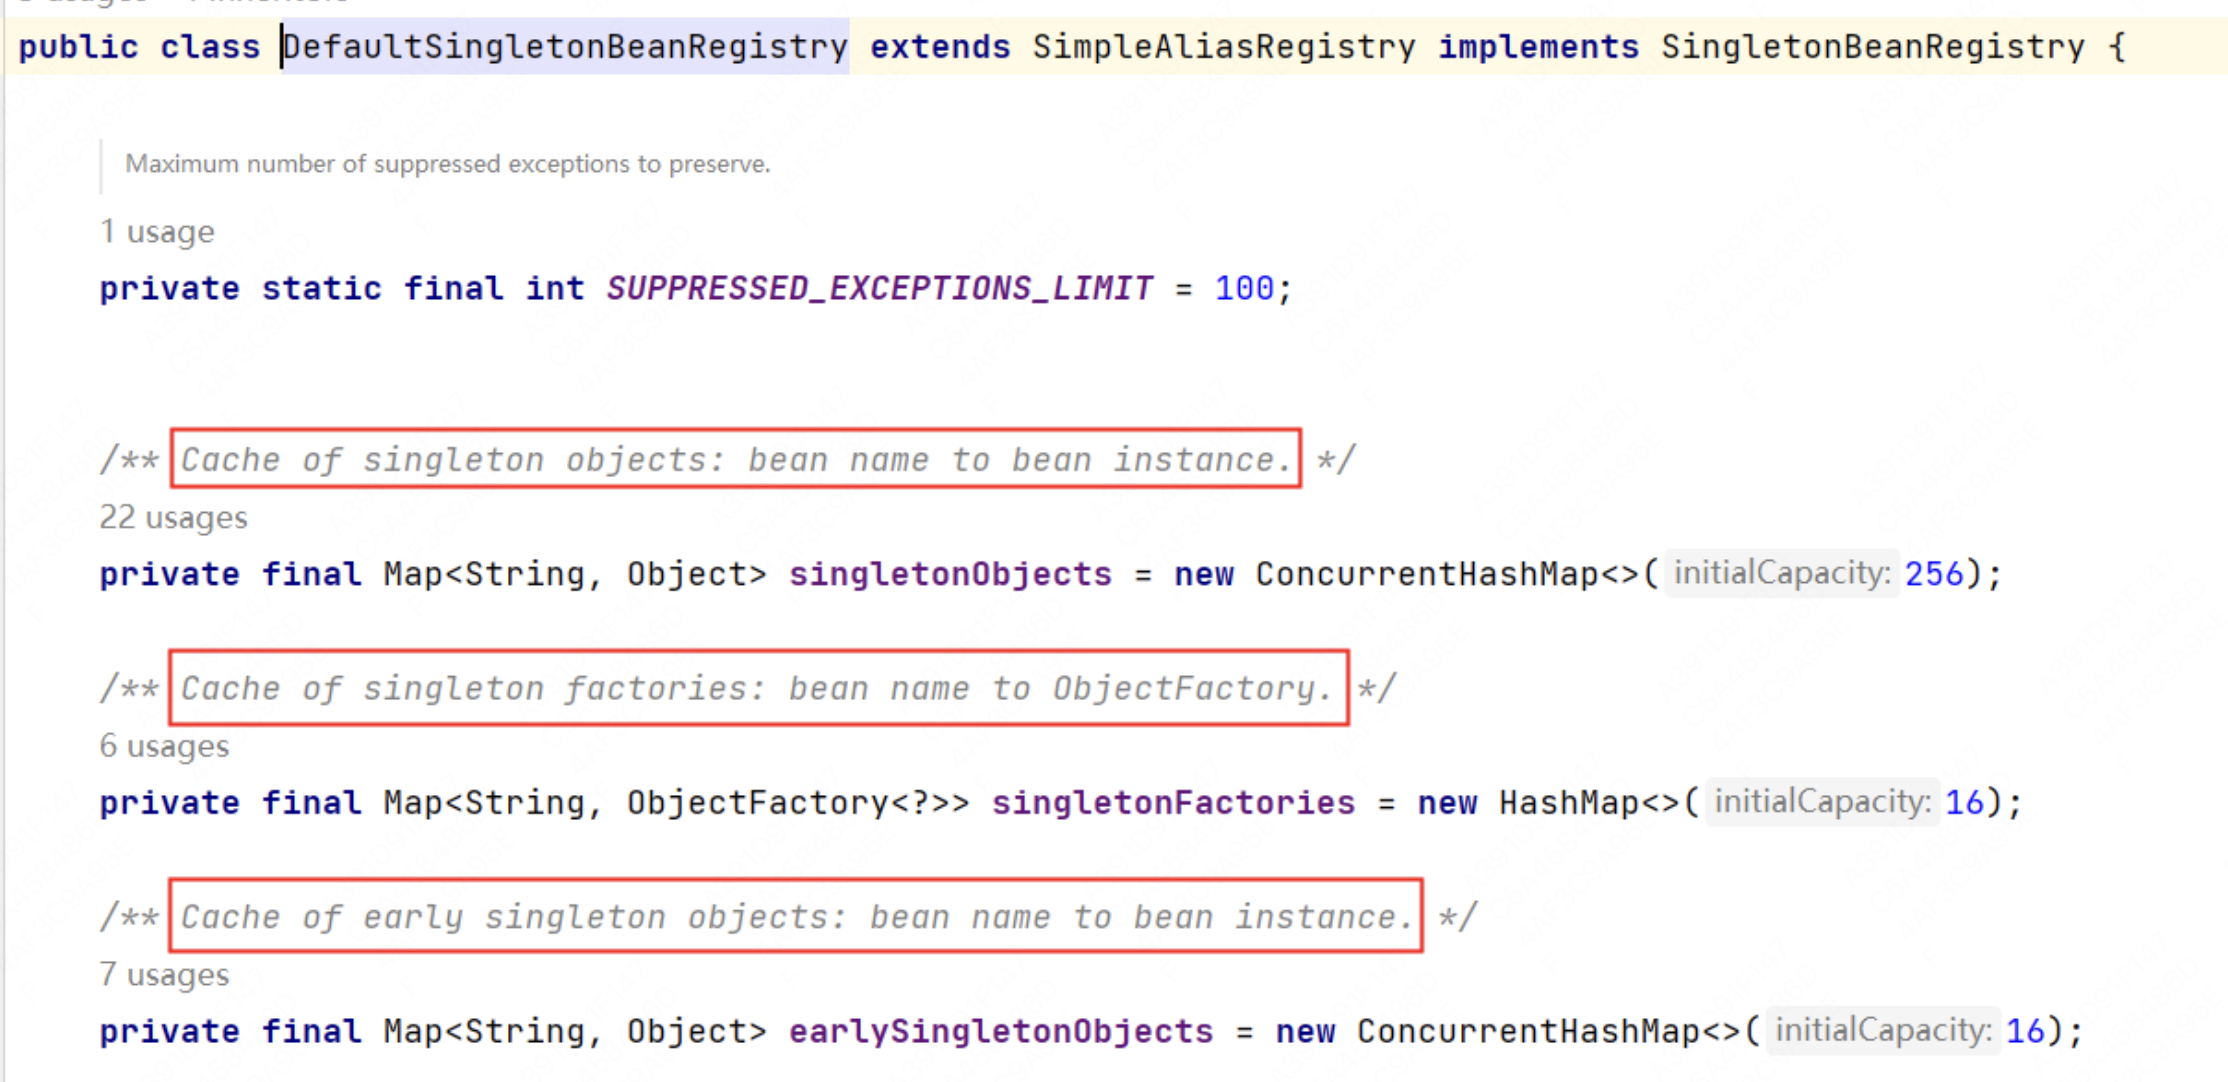 public class DefaultSingletonBeanRegistry extends SimpleAliasRegistry implements SingletonBeanRegistry {
Maximum number of suppressed exceptions to preserve.
1 usage
private static final int SUPPRESSED_EXCEPTIONS_LIMIT = 100;
/** Cache of singleton objects: bean name to bean instance. */
22 usages
private final Map<String, Object> singletonObjects = new ConcurrentHashMap<>( initialCapacity: 256);
/** Cache of singleton factories: bean name to ObjectFactory. */
6 usages
private final Map<String, ObjectFactory<?>> singletonFactories = new HashMap<>( initialCapacity: 16);
/** Cache of early singleton objects: bean name to bean instance. */
7 usages
private final Map<String, Object> earlySingletonObjects = new ConcurrentHashMap<>( initialCapacity: 16);